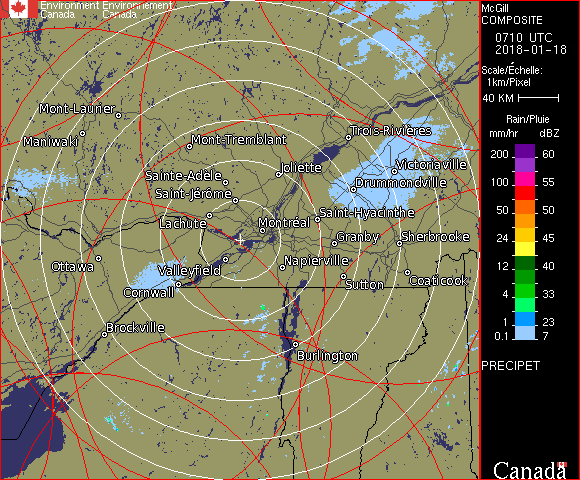 Environment Environnement
Canada Canada
McGill
COMPOSITE
0710 UTC
2018-01-18
Scale/Échelle:
1km/Pixel
40 KM
Rain/Pluie
mm/hr dBZ
200 60
100 55
50 50
24 45
12 40
4 33
1 23
0.1 7
PRECIPET
Canada
Mont-Laurier
Maniwaki
Mont-Tremblant
Trois-Rivières
Joliette
Victoriaville
Sainte-Adèle
Drummondville
Saint-Jérôme
Saint-Hyacinthe
Lachute
Montréal
Granby
Sherbrooke
Ottawa
Valleyfield
Napierville
Cornwall
Sutton
Coaticook
Brockville
Burlington